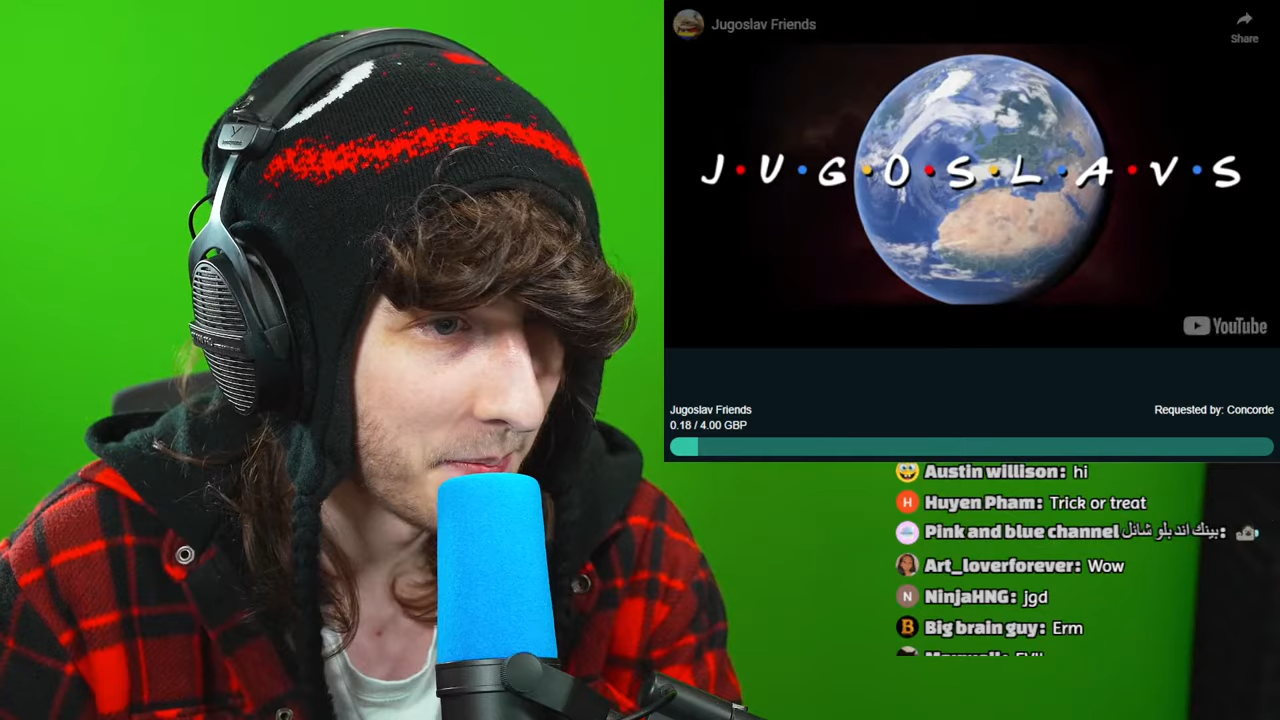 Jugoslav Friends
Share
J·U·G·O·S·L·A·V·S
YouTube
Jugoslav Friends
Requested by: Concorde
0.18 / 4.00 GBP
Austin willison: hi
H Huyen Pham: Trick or treat
Pink and blue channel بينك اند بلو شانل:
Art_loverforever: Wow
N NinjaHNG: jgd
B Big brain guy: Erm